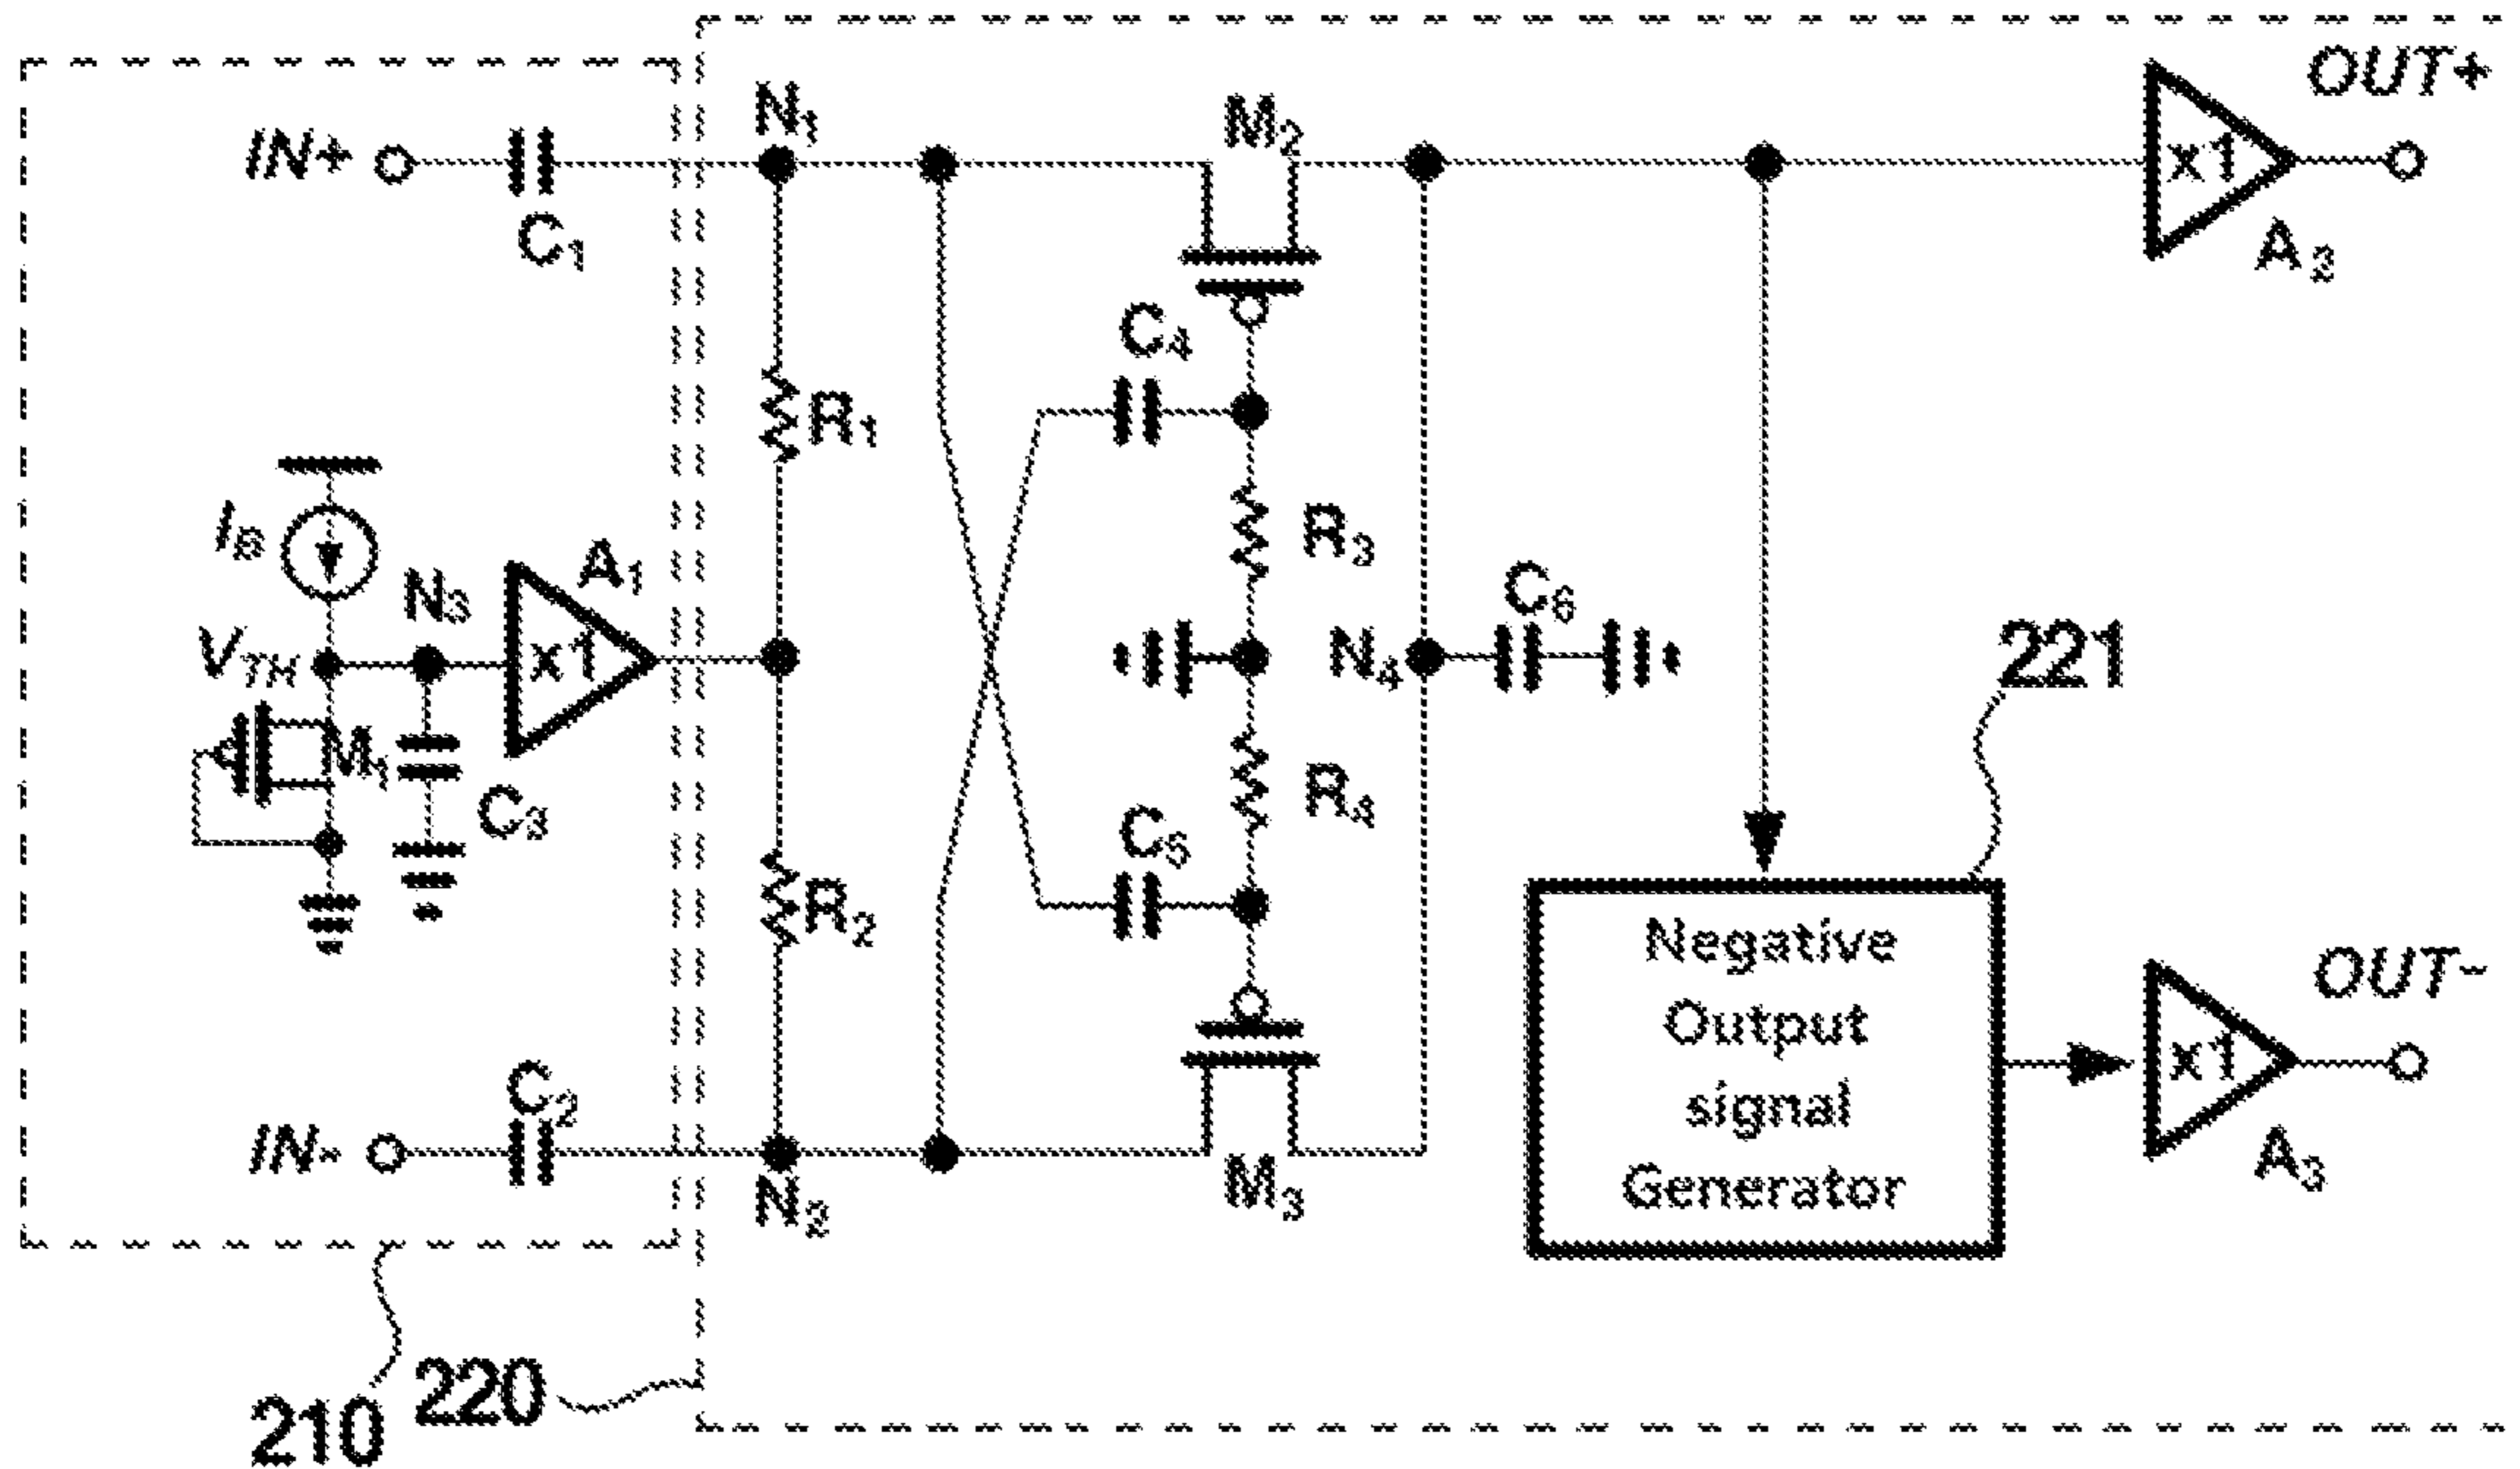 OUT+
N1
M2
IN+
x1
C1
A2
C4
R1
IB
R3
A1
N3
C6
VTH
x1
N4
221
M1
C3
C5
R4
R2
Negative
Output
signal
Generator
OUT-
x1
C2
IN-
M3
A3
N2
220
210